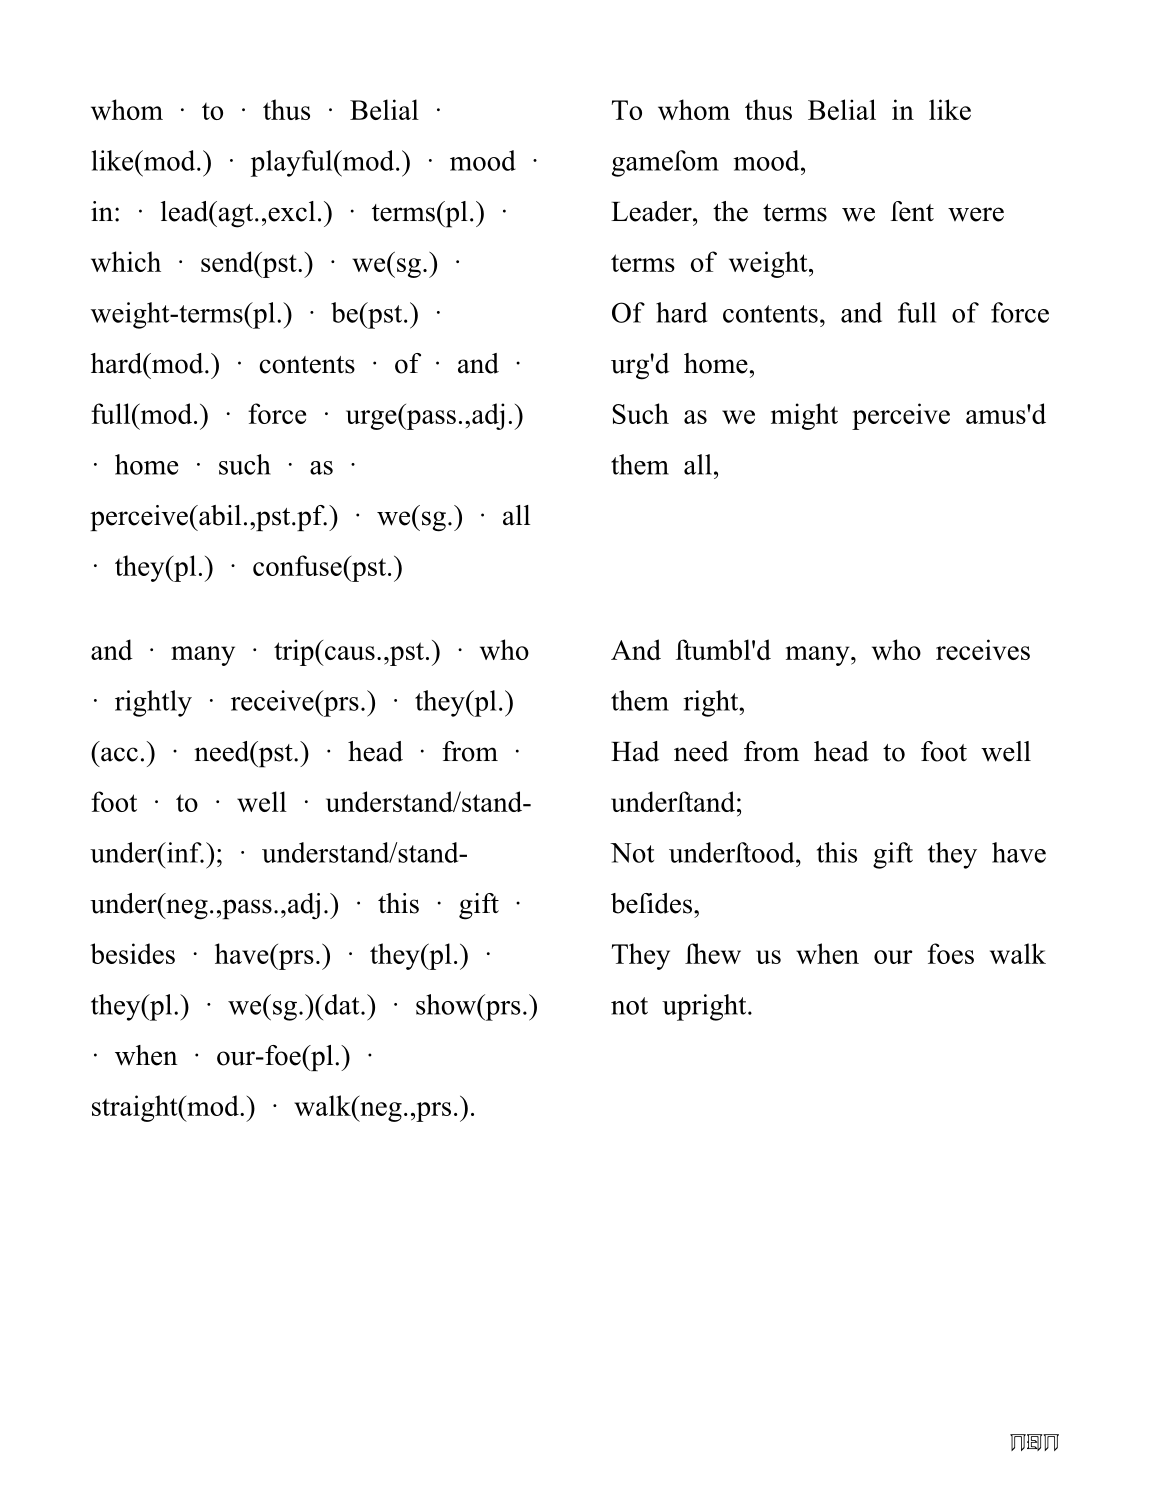 whom · to · thus · Belial ·
like(mod.) · playful(mod.) · mood ·
in: · lead(agt.,excl.) · terms(pl.) ·
which · send(pst.) · we(sg.) ·
weight-terms(pl.) · be(pst.) ·
hard(mod.) · contents · of · and ·
full(mod.) · force · urge(pass.,adj.)
· home · such · as ·
perceive(abil.,pst.pf.) · we(sg.) · all
· they(pl.) · confuse(pst.)
To whom thus Belial in like
gameſom mood,
Leader, the terms we ſent were
terms of weight,
Of hard contents, and full of force
urg'd home,
Such as we might perceive amus'd
them all,
and · many · trip(caus.,pst.) · who
· rightly · receive(prs.) · they(pl.)
(acc.) · need(pst.) · head · from ·
foot · to · well · understand/stand-
under(inf.); · understand/stand-
under(neg.,pass.,adj.) · this · gift ·
besides · have(prs.) · they(pl.) ·
they(pl.) · we(sg.)(dat.) · show(prs.)
· when · our-foe(pl.) ·
straight(mod.) · walk(neg.,prs.).
And ſtumbl'd many, who receives
them right,
Had need from head to foot well
underſtand;
Not underſtood, this gift they have
beſides,
They ſhew us when our foes walk
not upright.